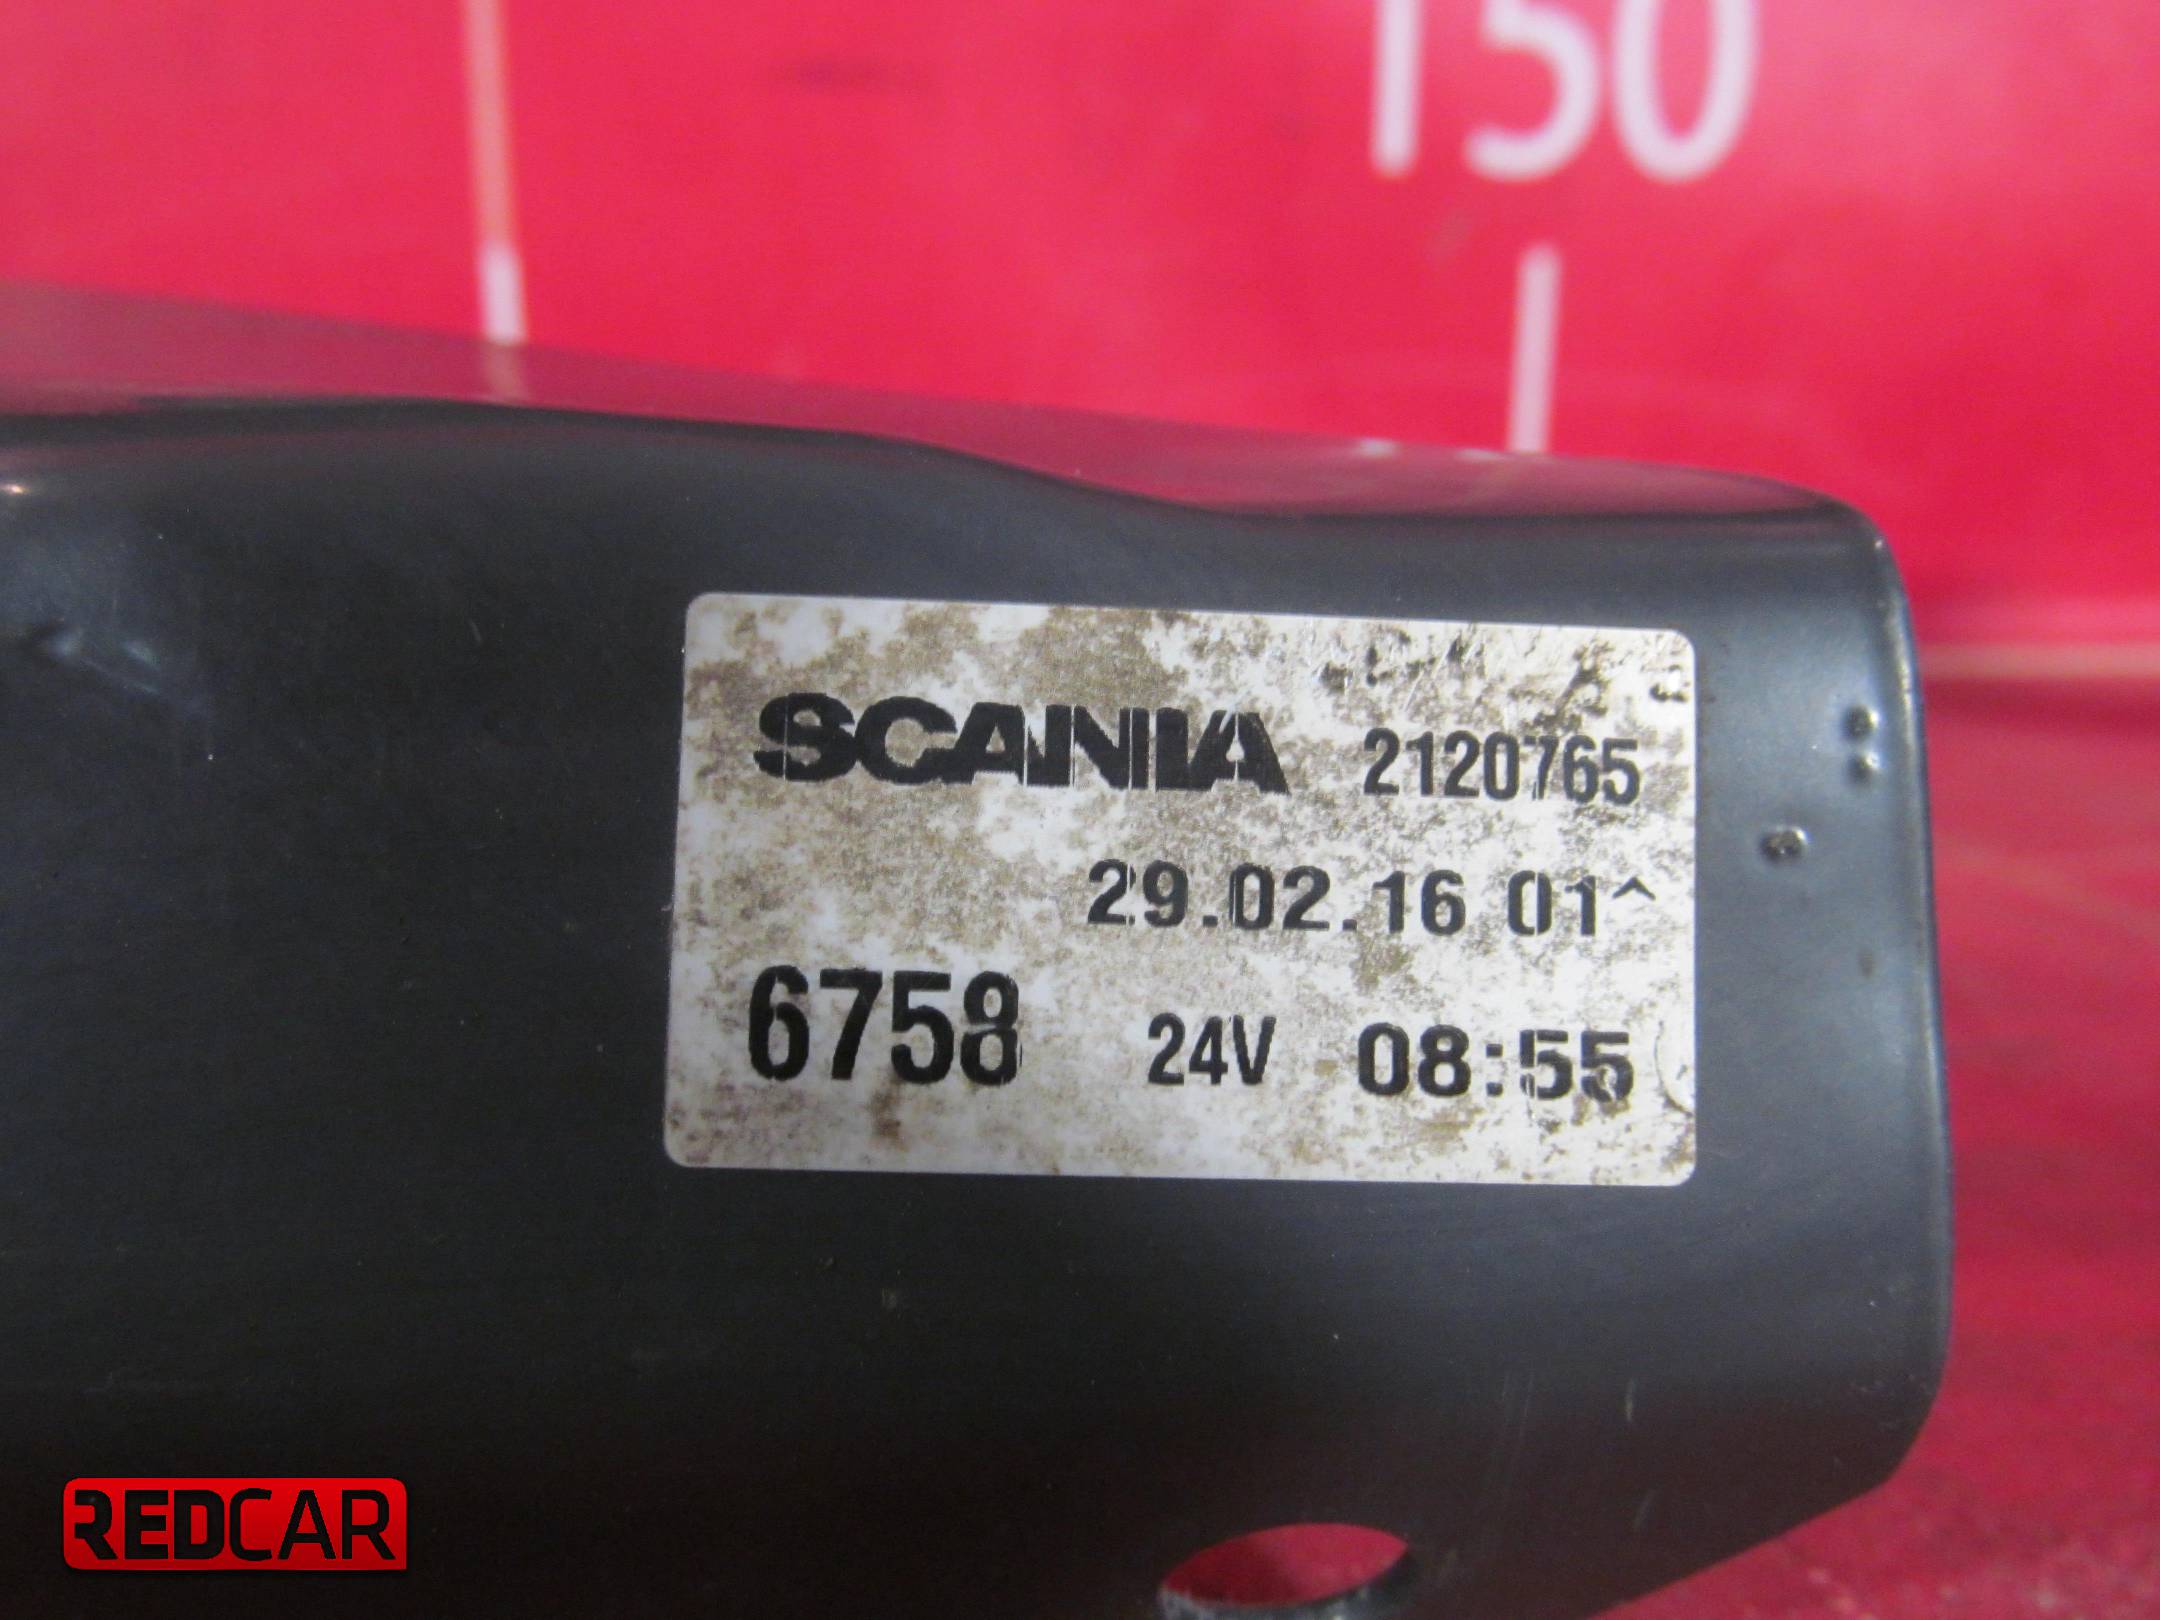 150
SCANIA 2120765
29.02.16 01^
6758 24V 08:55
REDCAR